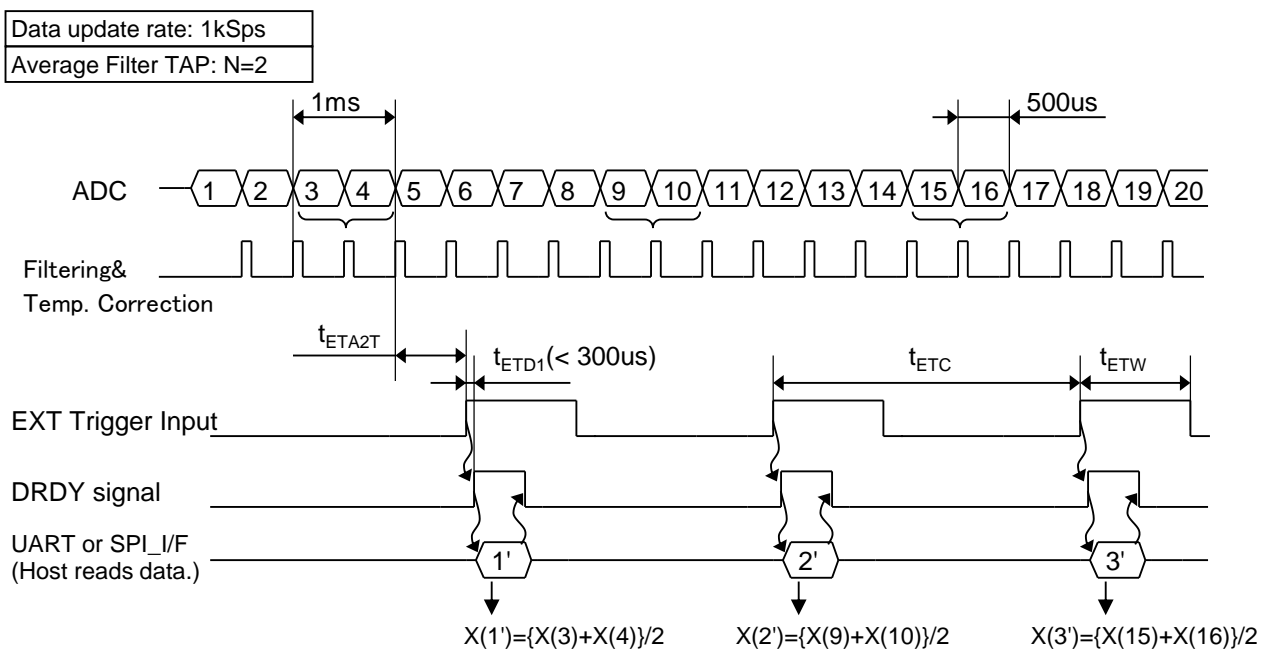 Data update rate: 1kSps
Average Filter TAP: N=2
1ms
500us
ADC
1 2 3 4 5 6 7 8 9 10 11 12 13 14 15 16 17 18 19 20
Filtering&
Temp. Correction
tETA2T
tETD1(< 300us)
tETC
tETW
EXT Trigger Input
DRDY signal
UART or SPI_I/F
(Host reads data.)
1' 2' 3'
X(1')={X(3)+X(4)}/2 X(2')={X(9)+X(10)}/2 X(3')={X(15)+X(16)}/2